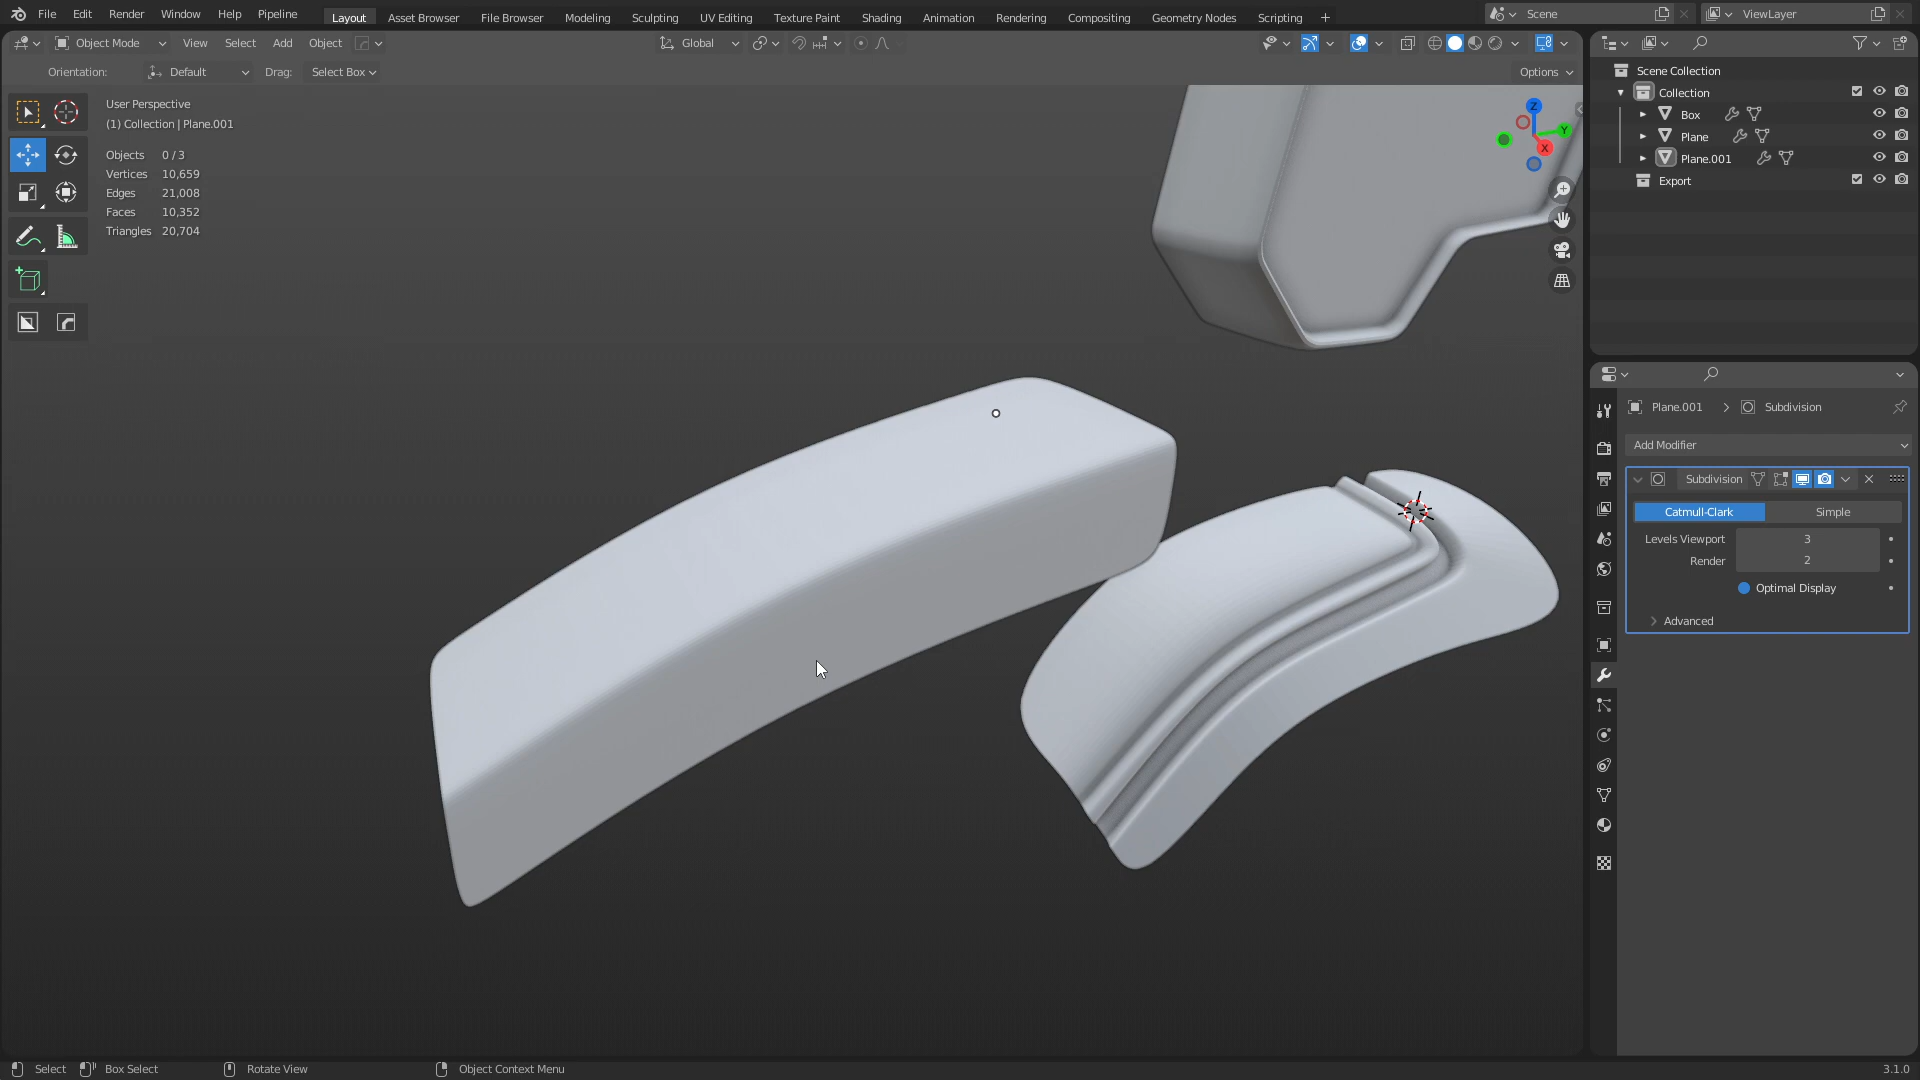 File Edit Render Window Help Pipeline Layout Asset Browser File Browser Modeling Sculpting UV Editing Texture Paint Shading Animation Rendering Compositing Geometry Nodes Scripting + Scene ViewLayer
Object Mode View Select Add Object Global
Orientation: Default Drag: Select Box Options
User Perspective
(1) Collection | Plane.001
Objects 0 / 3
Vertices 10,659
Edges 21,008
Faces 10,352
Triangles 20,704
Z
Y
X
Scene Collection
Collection
Box
Plane
Plane.001
Export
Plane.001 Subdivision
Add Modifier
Subdivision
Catmull-Clark Simple
Levels Viewport 3
Render 2
Optimal Display
Advanced
Select Box Select Rotate View Object Context Menu 3.1.0